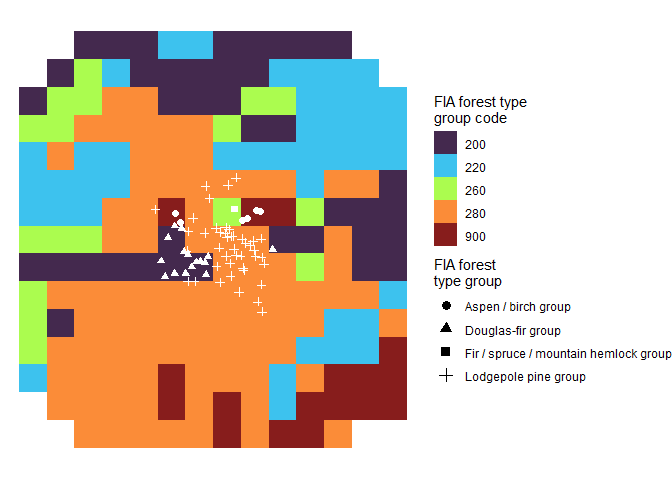 FIA forest type
group code
200
220
260
280
900
FIA forest
type group
Aspen / birch group
Douglas-fir group
Fir / spruce / mountain hemlock group
Lodgepole pine group